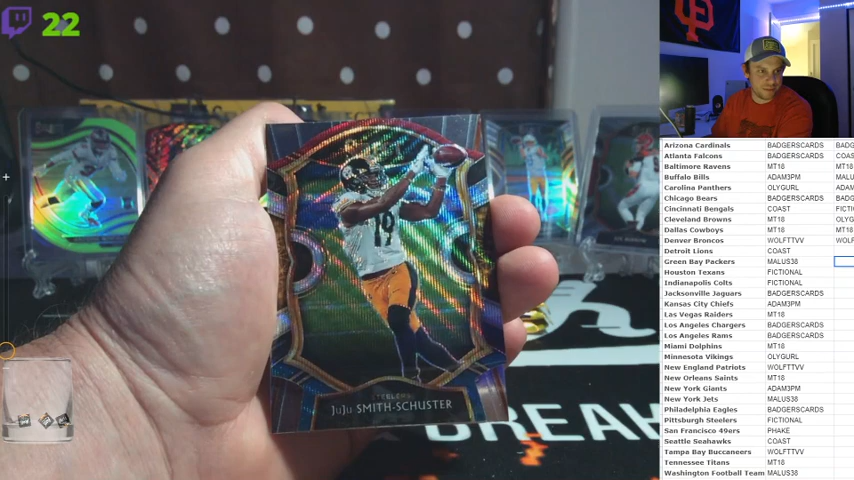 22
19
STEELERS
JuJu SMITH-SCHUSTER
BREAK
Arizona Cardinals BADGERSCARDS BADG
Atlanta Falcons BADGERSCARDS COAS
Baltimore Ravens MT18 MT18
Buffalo Bills ADAM3PM MALU
Carolina Panthers OLYGURL ADAM
Chicago Bears BADGERSCARDS BADG
Cincinnati Bengals COAST FICTI
Cleveland Browns MT18 OLYG
Dallas Cowboys MT18 MT18
Denver Broncos WOLFTTVV WOLF
Detroit Lions COAST
Green Bay Packers MALUS38
Houston Texans FICTIONAL
Indianapolis Colts FICTIONAL
Jacksonville Jaguars BADGERSCARDS
Kansas City Chiefs ADAM3PM
Las Vegas Raiders MT18
Los Angeles Chargers BADGERSCARDS
Los Angeles Rams BADGERSCARDS
Miami Dolphins MT18
Minnesota Vikings OLYGURL
New England Patriots WOLFTTVV
New Orleans Saints MT18
New York Giants ADAM3PM
New York Jets MALUS38
Philadelphia Eagles BADGERSCARDS
Pittsburgh Steelers FICTIONAL
San Francisco 49ers PHAKE
Seattle Seahawks COAST
Tampa Bay Buccaneers WOLFTTVV
Tennessee Titans MT18
Washington Football Team MALUS38